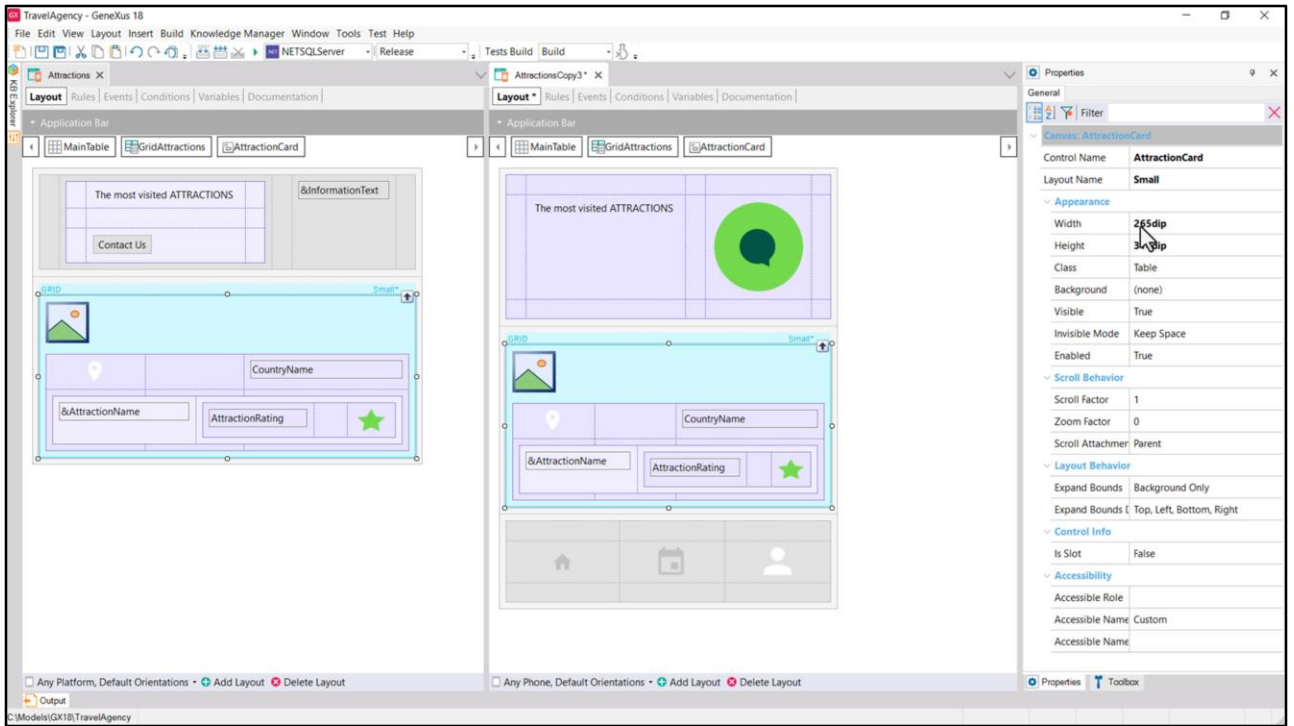 TravelAgency - GeneXus 18
File Edit View Layout Insert Build Knowledge Manager Window Tools Test Help
NETSQLServer Release Tests Build Build
KB Explorer
Attractions X
Layout Rules Events Conditions Variables Documentation
Application Bar
MainTable GridAttractions AttractionCard
The most visited ATTRACTIONS
&InformationText
Contact Us
GRID Small*
CountryName
&AttractionName
AttractionRating
Any Platform, Default Orientations Add Layout Delete Layout
AttractionsCopy3* X
Layout * Rules Events Conditions Variables Documentation
Application Bar
MainTable GridAttractions AttractionCard
The most visited ATTRACTIONS
GRID Small*
CountryName
&AttractionName
AttractionRating
Any Phone, Default Orientations Add Layout Delete Layout
Properties
General
Filter
Canvas: AttractionCard
Control Name AttractionCard
Layout Name Small
Appearance
Width 265dip
Height
Class Table
Background (none)
Visible True
Invisible Mode Keep Space
Enabled True
Scroll Behavior
Scroll Factor 1
Zoom Factor 0
Scroll Attachmen Parent
Layout Behavior
Expand Bounds Background Only
Expand Bounds D Top, Left, Bottom, Right
Control Info
Is Slot False
Accessibility
Accessible Role
Accessible Name Custom
Accessible Name
Properties Toolbox
Output
C:\Models\GX18\TravelAgency